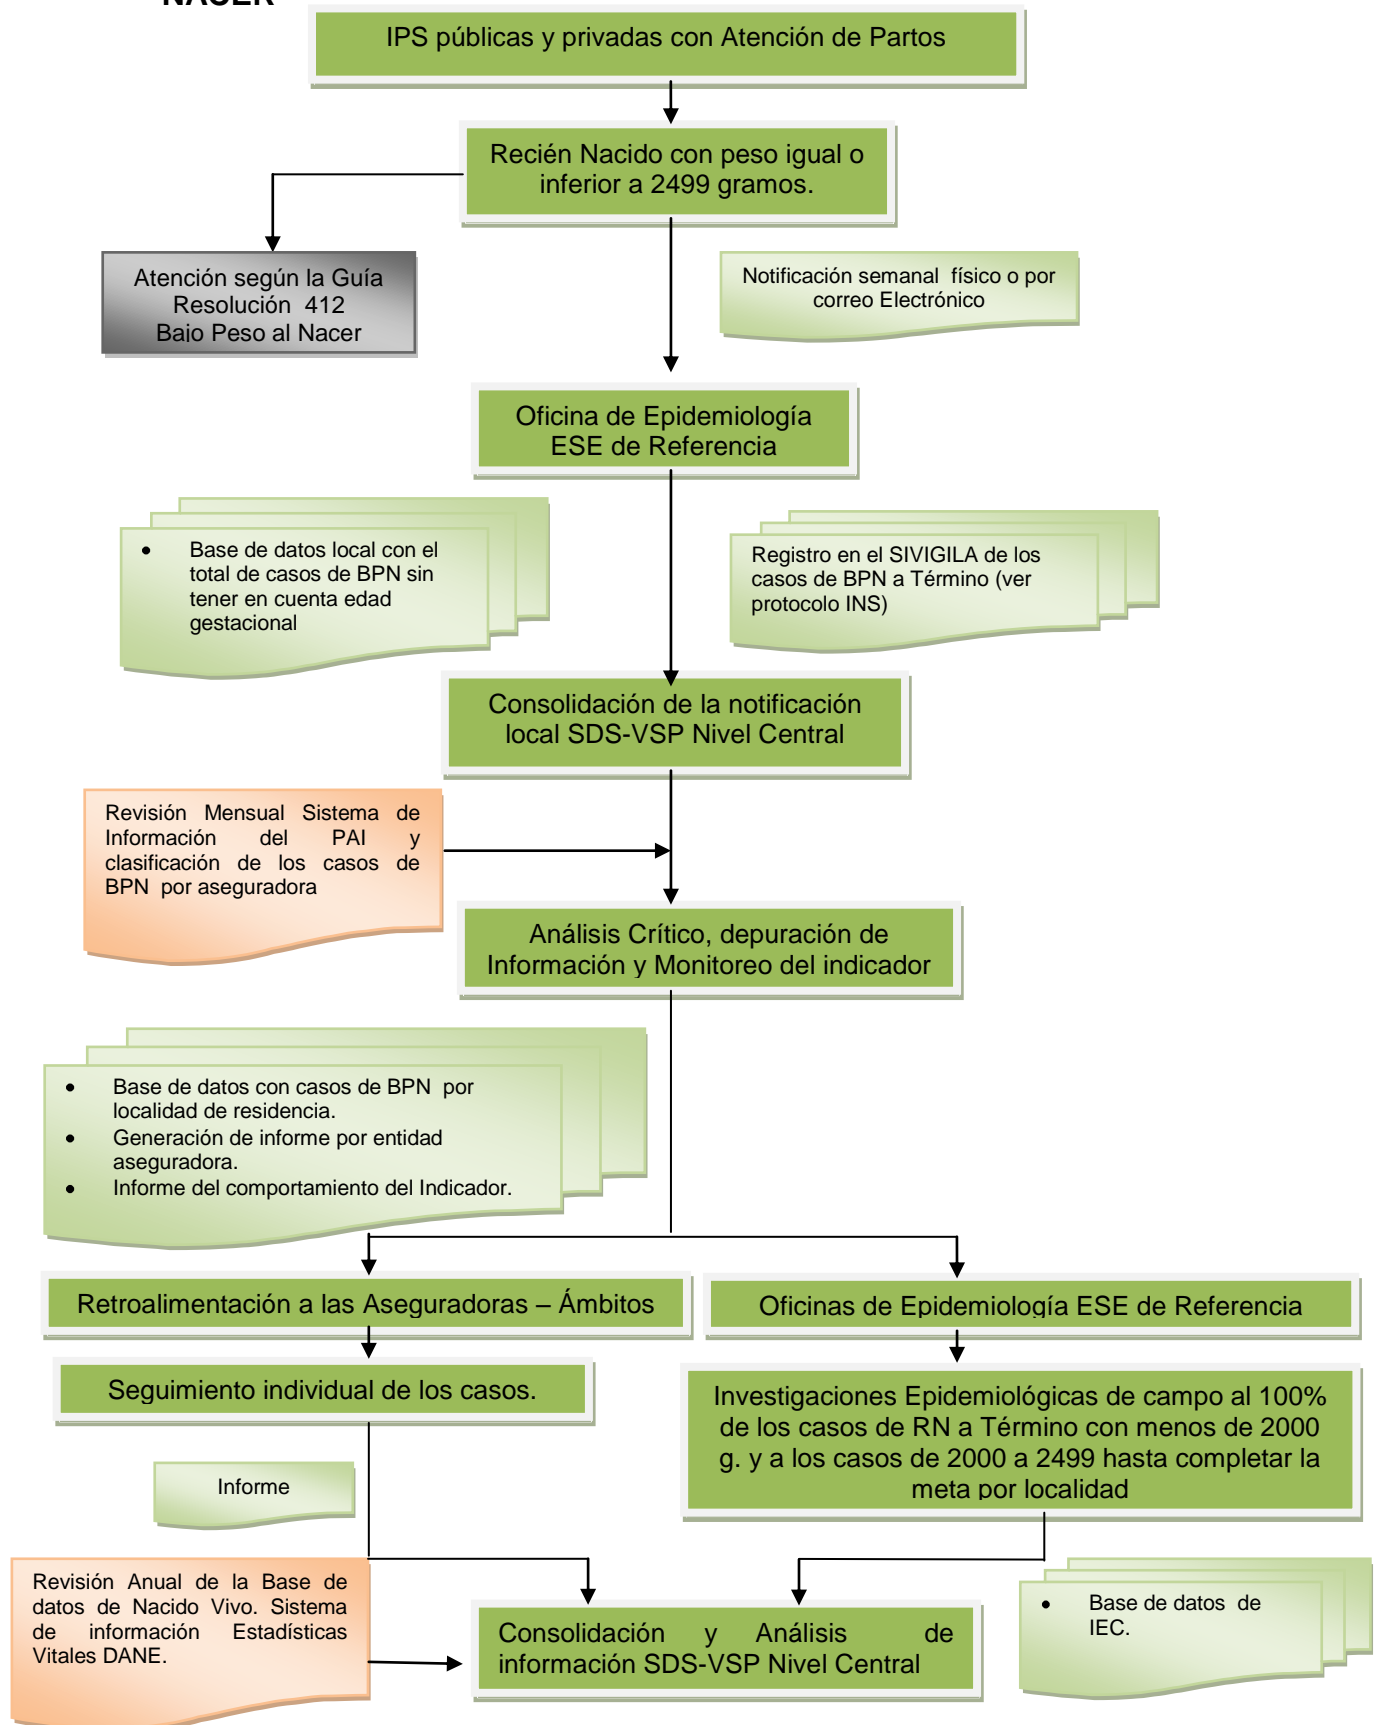 NACER
IPS públicas y privadas con Atención de Partos
Recién Nacido con peso igual o
inferior a 2499 gramos.
Atención según la Guía
Resolución 412
Bajo Peso al Nacer
Notificación semanal físico o por
correo Electrónico
Oficina de Epidemiología
ESE de Referencia
• Base de datos local con el
total de casos de BPN sin
tener en cuenta edad
gestacional
Registro en el SIVIGILA de los
casos de BPN a Término (ver
protocolo INS)
Consolidación de la notificación
local SDS-VSP Nivel Central
Revisión Mensual Sistema de
Información del PAI y
clasificación de los casos de
BPN por aseguradora
Análisis Crítico, depuración de
Información y Monitoreo del indicador
• Base de datos con casos de BPN por
localidad de residencia.
• Generación de informe por entidad
aseguradora.
• Informe del comportamiento del Indicador.
Retroalimentación a las Aseguradoras – Ámbitos
Oficinas de Epidemiología ESE de Referencia
Seguimiento individual de los casos.
Investigaciones Epidemiológicas de campo al 100%
de los casos de RN a Término con menos de 2000
g. y a los casos de 2000 a 2499 hasta completar la
meta por localidad
Informe
Revisión Anual de la Base de
datos de Nacido Vivo. Sistema
de información Estadísticas
Vitales DANE.
Consolidación y Análisis de
información SDS-VSP Nivel Central
• Base de datos de
IEC.